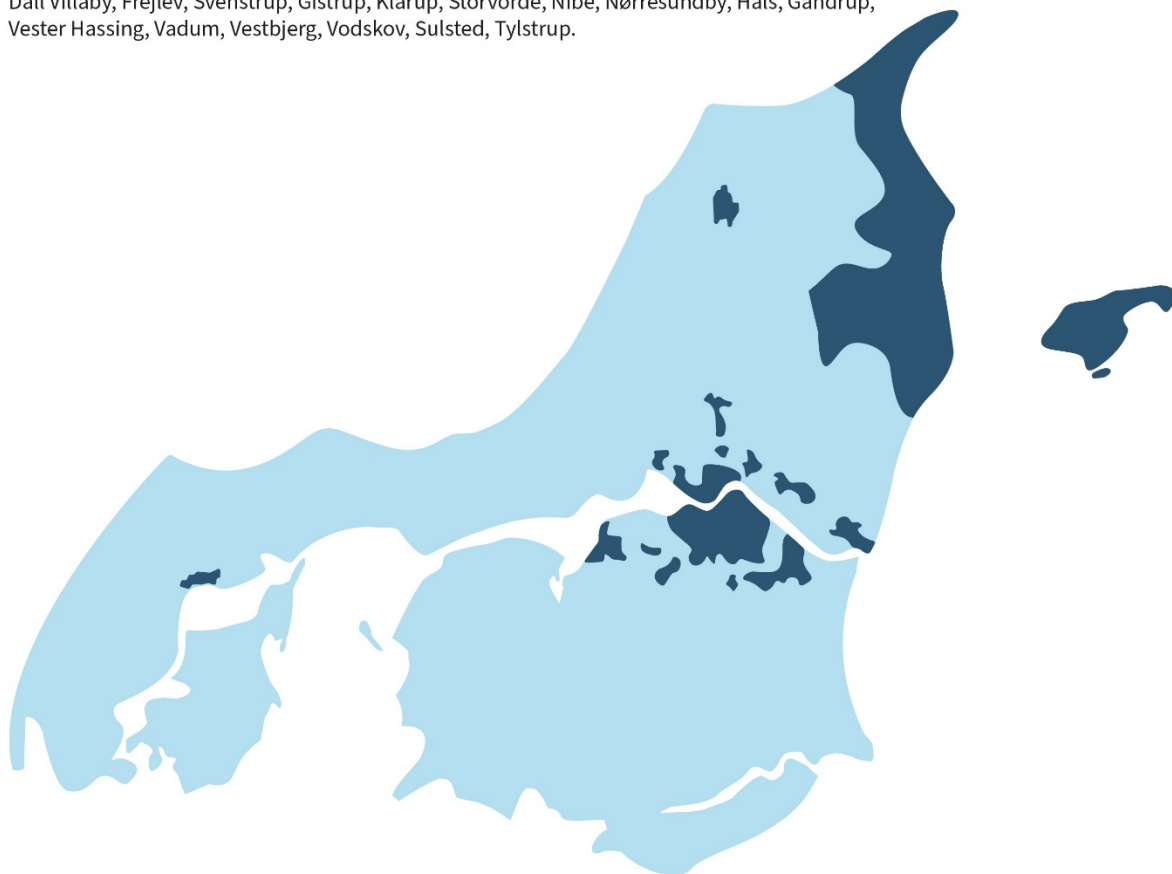 Dall Villaby, Frejlev, Svenstrup, Gistrup, Klarup, Storvorde, Nibe, Nørresundby, Hals, Gandrup,
Vester Hassing, Vadum, Vestbjerg, Vodskov, Sulsted, Tylstrup.